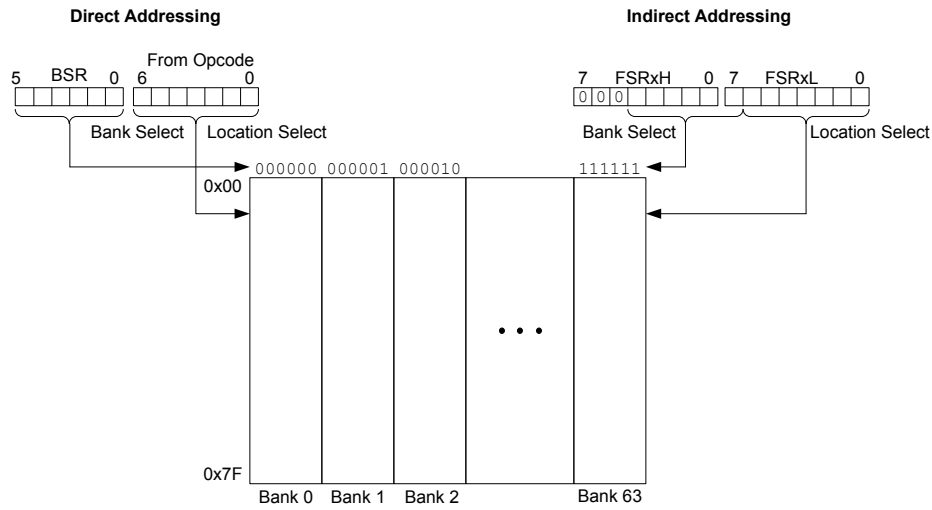 Direct Addressing
Indirect Addressing
From Opcode
5 BSR 0 6 0
7 FSRxH 0 7 FSRxL 0
0 0 0
Bank Select Location Select
Bank Select Location Select
000000 000001 000010 111111
0x00
0x7F
Bank 0 Bank 1 Bank 2 Bank 63